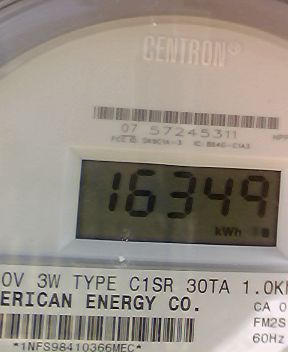 CENTRON®
07 57245311
16349
kWh
0V 3W TYPE C1SR 30TA 1.0Kh
ERICAN ENERGY CO.
CA 0
FM2S
60Hz
*1NFS98410366MEC*